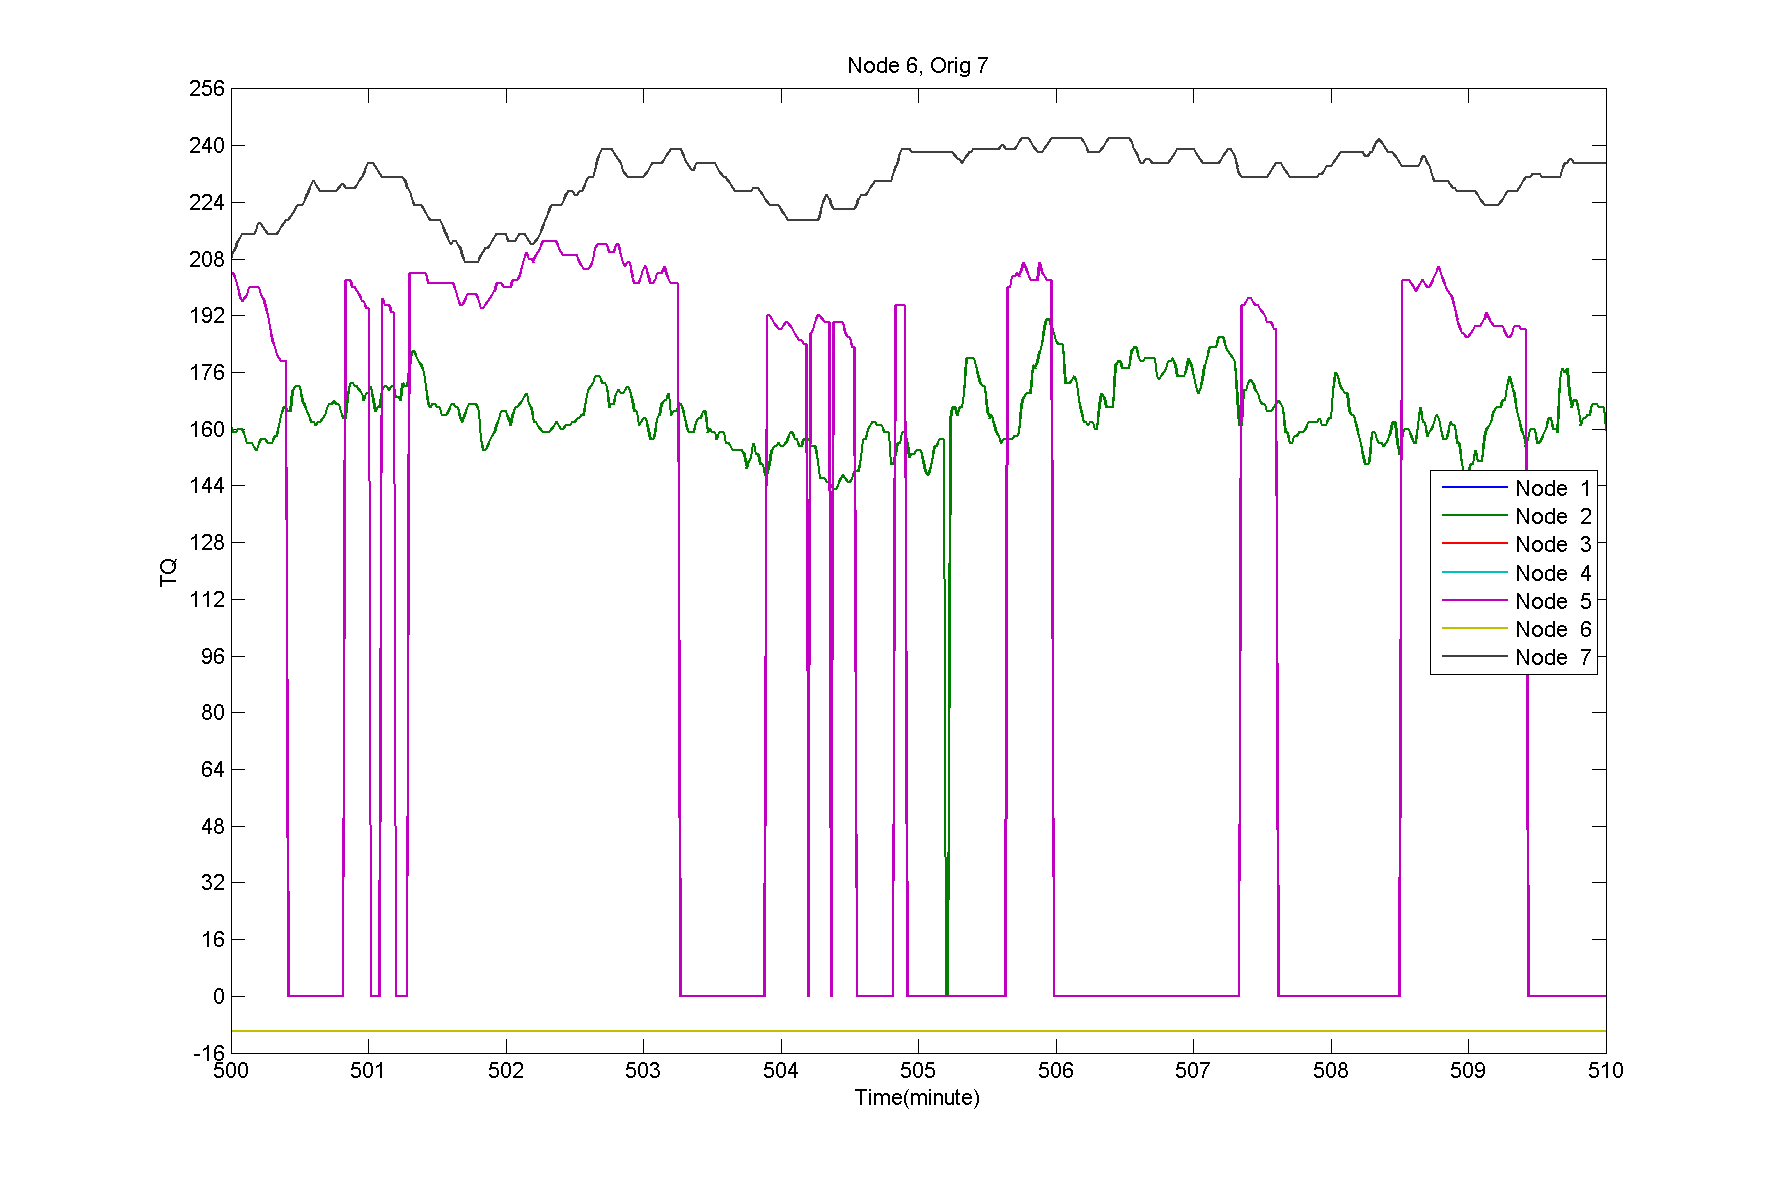 Node 6, Orig 7
256
240
224
208
192
176
160
144
128
112
96
80
64
48
32
16
0
-16
TQ
Node 1
Node 2
Node 3
Node 4
Node 5
Node 6
Node 7
500 501 502 503 504 505 506 507 508 509 510
Time(minute)